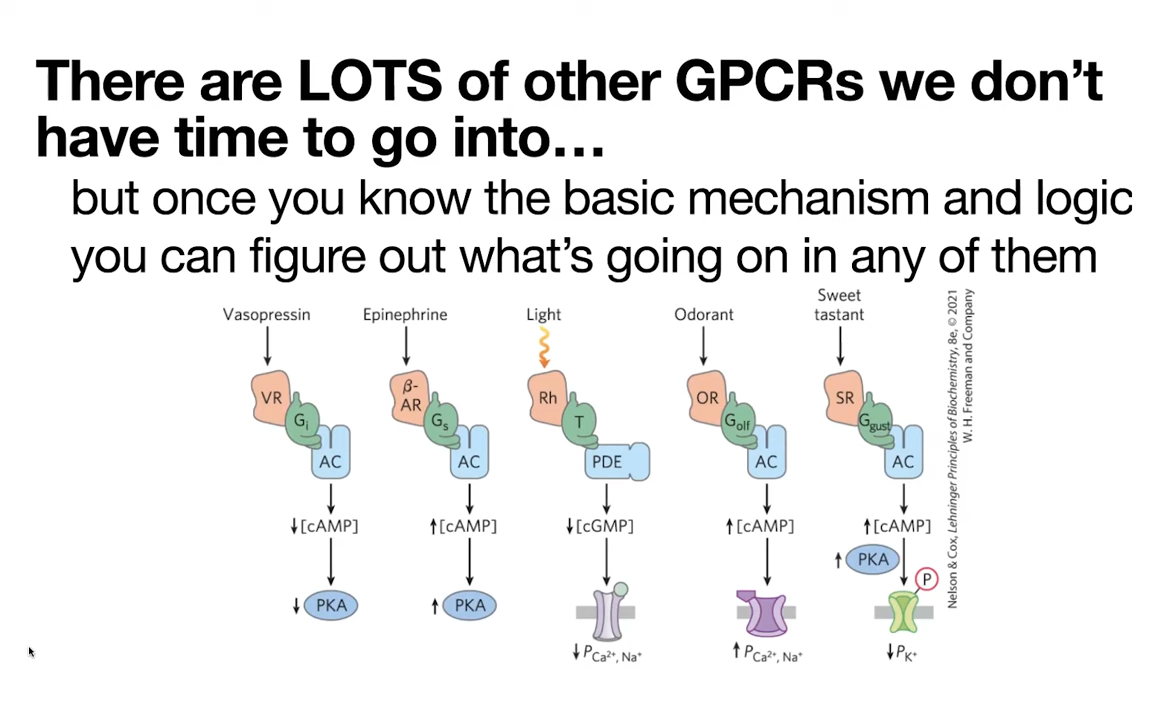 There are LOTS of other GPCRs we don’t
have time to go into…
but once you know the basic mechanism and logic
you can figure out what’s going on in any of them
Vasopressin
Epinephrine
Light
Odorant
Sweet
tastant
VR
Gi
AC
↓[cAMP]
↓ PKA
β-
AR
Gs
AC
↑[cAMP]
↑ PKA
Rh
T
PDE
↓[cGMP]
↓PCa2+, Na+
OR
Golf
AC
↑[cAMP]
↑PCa2+, Na+
SR
Ggust
AC
↑[cAMP]
↑ PKA
P
↓PK+
Nelson & Cox, Lehninger Principles of Biochemistry, 8e, © 2021
W. H. Freeman and Company